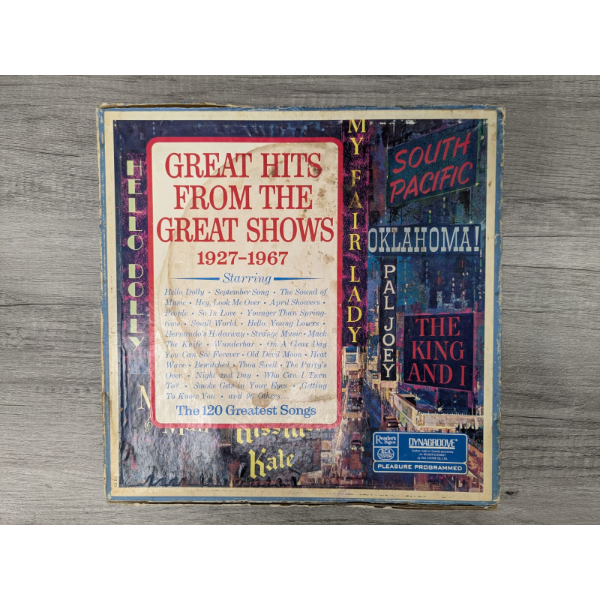 GREAT HITS
FROM THE
GREAT SHOWS
1927-1967
Starring
Hello Dolly • September Song • The Sound of
Music • Hey, Look Me Over • April Showers •
People • So In Love • Younger Than Spring-
time • Small World • Hello, Young Lovers •
Hernando's Hideaway • Strange Music • Mack
The Knife • Wunderbar • On A Clear Day
You Can See Forever • Old Devil Moon • Heat
Wave • Bewitched • Thou Swell • The Party's
Over • Night and Day • Who Can I Turn
To? • Smoke Gets in Your Eyes • Getting
To Know You • and 96 Others
The 120 Greatest Songs
HELLO DOLLY
MY FAIR LADY
SOUTH
PACIFIC
OKLAHOMA!
PAL JOEY
THE
KING
AND I
Kate
Reader's
Digest
RCA
DYNAGROOVE
PLEASURE PROGRAMMED